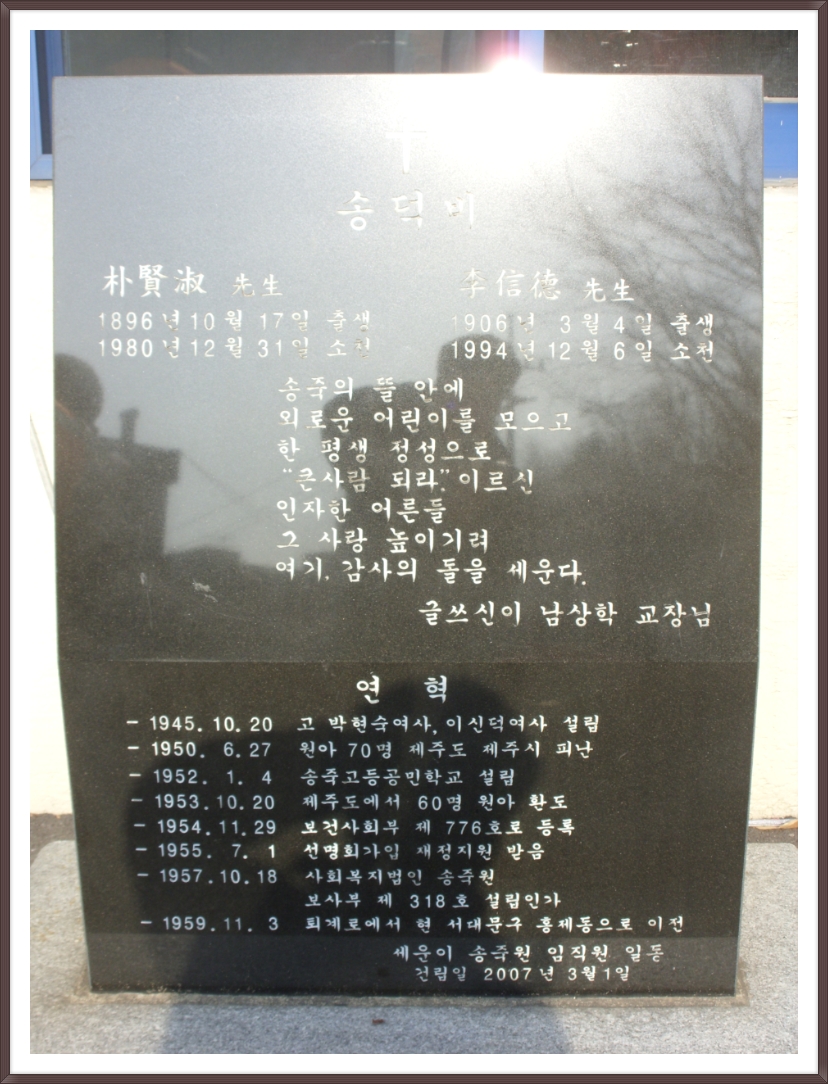 송덕비
朴賢淑 先生
1896년 10월 17일 출생
1980년 12월 31일 소천
李信德 先生
1906년 3월 4일 출생
1994년 12월 6일 소천
송죽의 뜰 안에
외로운 어린이를 모으고
한 평생 정성으로
“큰사람 되라.” 이르신
인자한 어른들
그 사랑 높이기려
여기, 감사의 돌을 세운다.
글쓰신이 남상학 교장님
연 혁
- 1945. 10. 20 고 박현숙여사, 이신덕여사 설립
- 1950. 6. 27 원아 70명 제주도 제주시 피난
- 1952. 1. 4 송죽고등공민학교 설립
- 1953. 10. 20 제주도에서 60명 원아 환도
- 1954. 11. 29 보건사회부 제 776호로 등록
- 1955. 7. 1 선명회가입 재정지원 받음
- 1957. 10. 18 사회복지법인 송죽원
보사부 제 318호 설립인가
- 1959. 11. 3 퇴계로에서 현 서대문구 홍제동으로 이전
세운이 송죽원 임직원 일동
건립일 2007년 3월1일